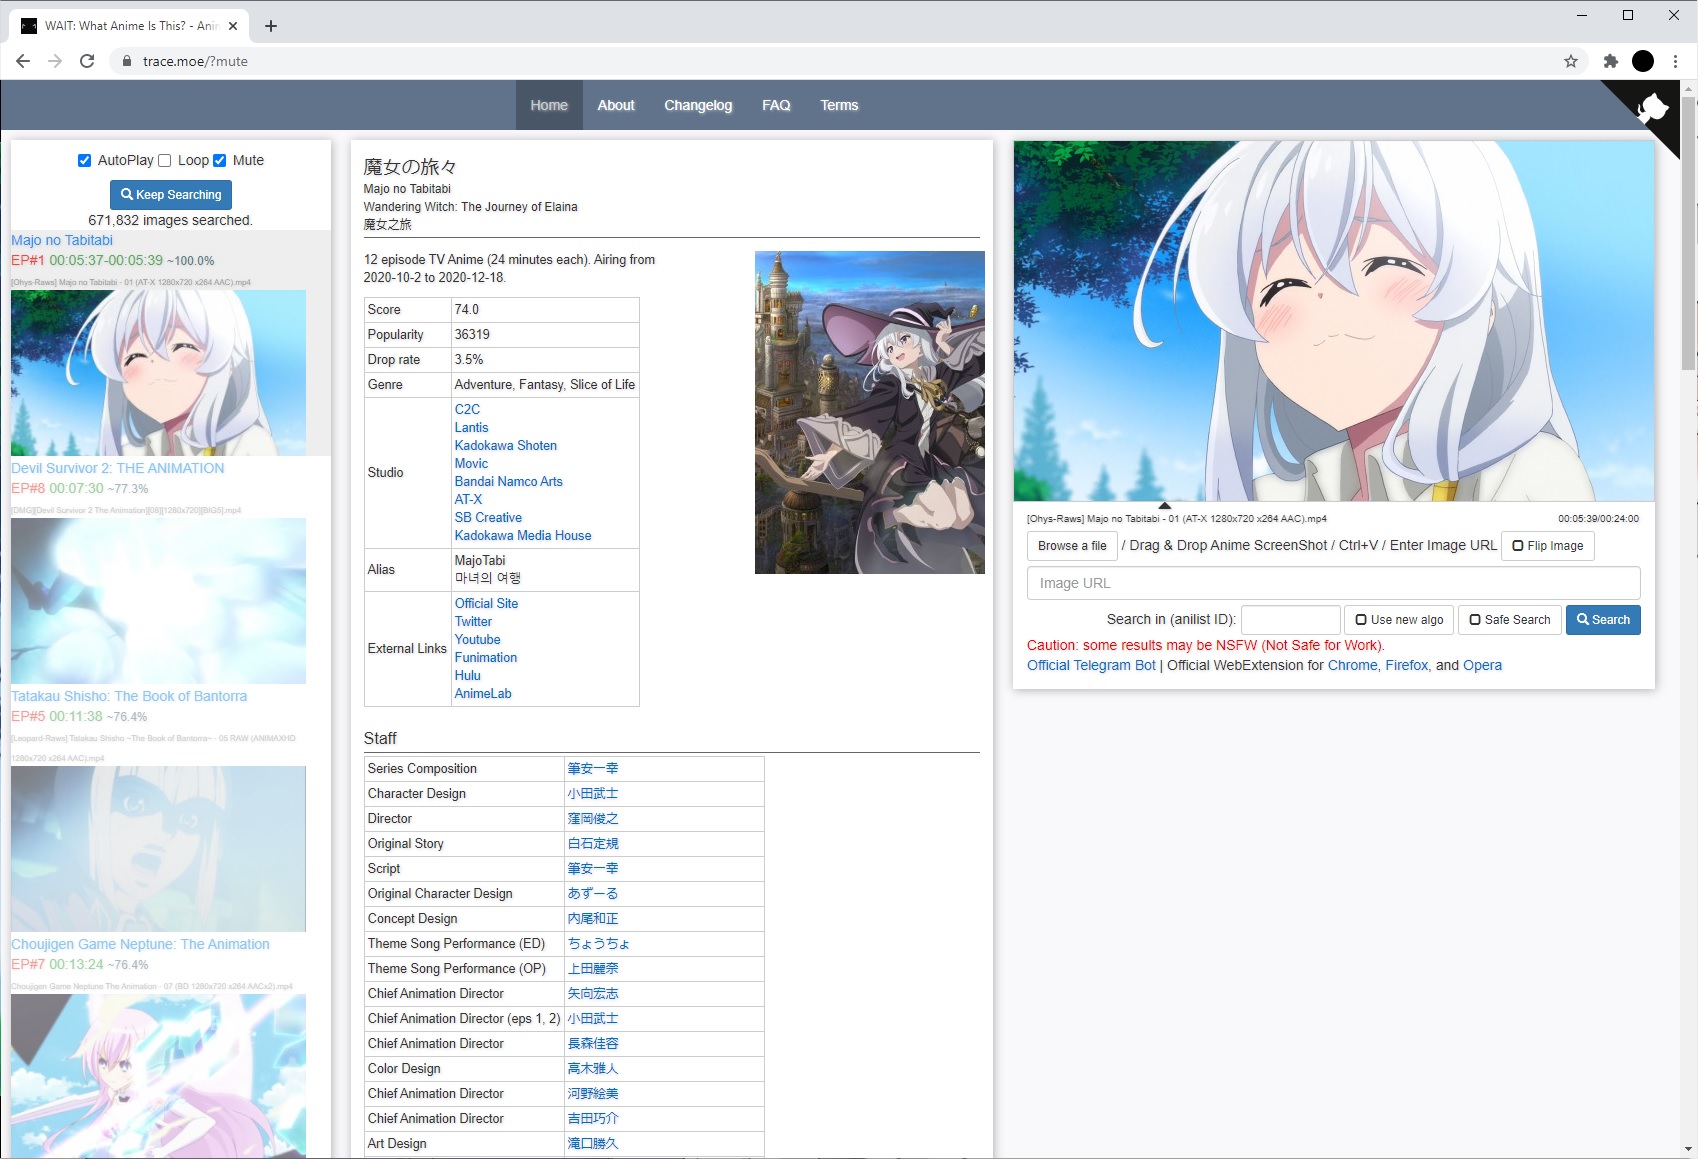 WAIT: What Anime Is This? - Anim
trace.moe/?mute
Home About Changelog FAQ Terms
AutoPlay Loop Mute
Keep Searching
671,832 images searched.
Majo no Tabitabi
EP#1 00:05:37-00:05:39 ~100.0%
[Ohys-Raws] Majo no Tabitabi - 01 (AT-X 1280x720 x264 AAC).mp4
Devil Survivor 2: THE ANIMATION
EP#8 00:07:30 ~77.3%
[DMG][Devil Survivor 2 The Animation][08][1280x720][BIG5].mp4
Tatakau Shisho: The Book of Bantorra
EP#5 00:11:38 ~76.4%
[Leopard-Raws] Tatakau Shisho ~The Book of Bantorra~ - 05 RAW (ANIMAXHD
1280x720 x264 AAC).mp4
Choujigen Game Neptune: The Animation
EP#7 00:13:24 ~76.4%
Choujigen Game Neptune The Animation - 07 (BD 1280x720 x264 AACx2).mp4
魔女の旅々
Majo no Tabitabi
Wandering Witch: The Journey of Elaina
魔女之旅
12 episode TV Anime (24 minutes each). Airing from
2020-10-2 to 2020-12-18.
Score 74.0
Popularity 36319
Drop rate 3.5%
Genre Adventure, Fantasy, Slice of Life
Studio
C2C
Lantis
Kadokawa Shoten
Movic
Bandai Namco Arts
AT-X
SB Creative
Kadokawa Media House
Alias
MajoTabi
마녀의 여행
External Links
Official Site
Twitter
Youtube
Funimation
Hulu
AnimeLab
Staff
Series Composition 筆安一幸
Character Design 小田武士
Director 窪岡俊之
Original Story 白石定規
Script 筆安一幸
Original Character Design あずーる
Concept Design 内尾和正
Theme Song Performance (ED) ちょうちょ
Theme Song Performance (OP) 上田麗奈
Chief Animation Director 矢向宏志
Chief Animation Director (eps 1, 2) 小田武士
Chief Animation Director 長森佳容
Color Design 高木雅人
Chief Animation Director 河野絵美
Chief Animation Director 吉田巧介
Art Design 滝口勝久
[Ohys-Raws] Majo no Tabitabi - 01 (AT-X 1280x720 x264 AAC).mp4 00:05:39/00:24:00
Browse a file / Drag & Drop Anime ScreenShot / Ctrl+V / Enter Image URL Flip Image
Image URL
Search in (anilist ID): Use new algo Safe Search Search
Caution: some results may be NSFW (Not Safe for Work).
Official Telegram Bot | Official WebExtension for Chrome, Firefox, and Opera